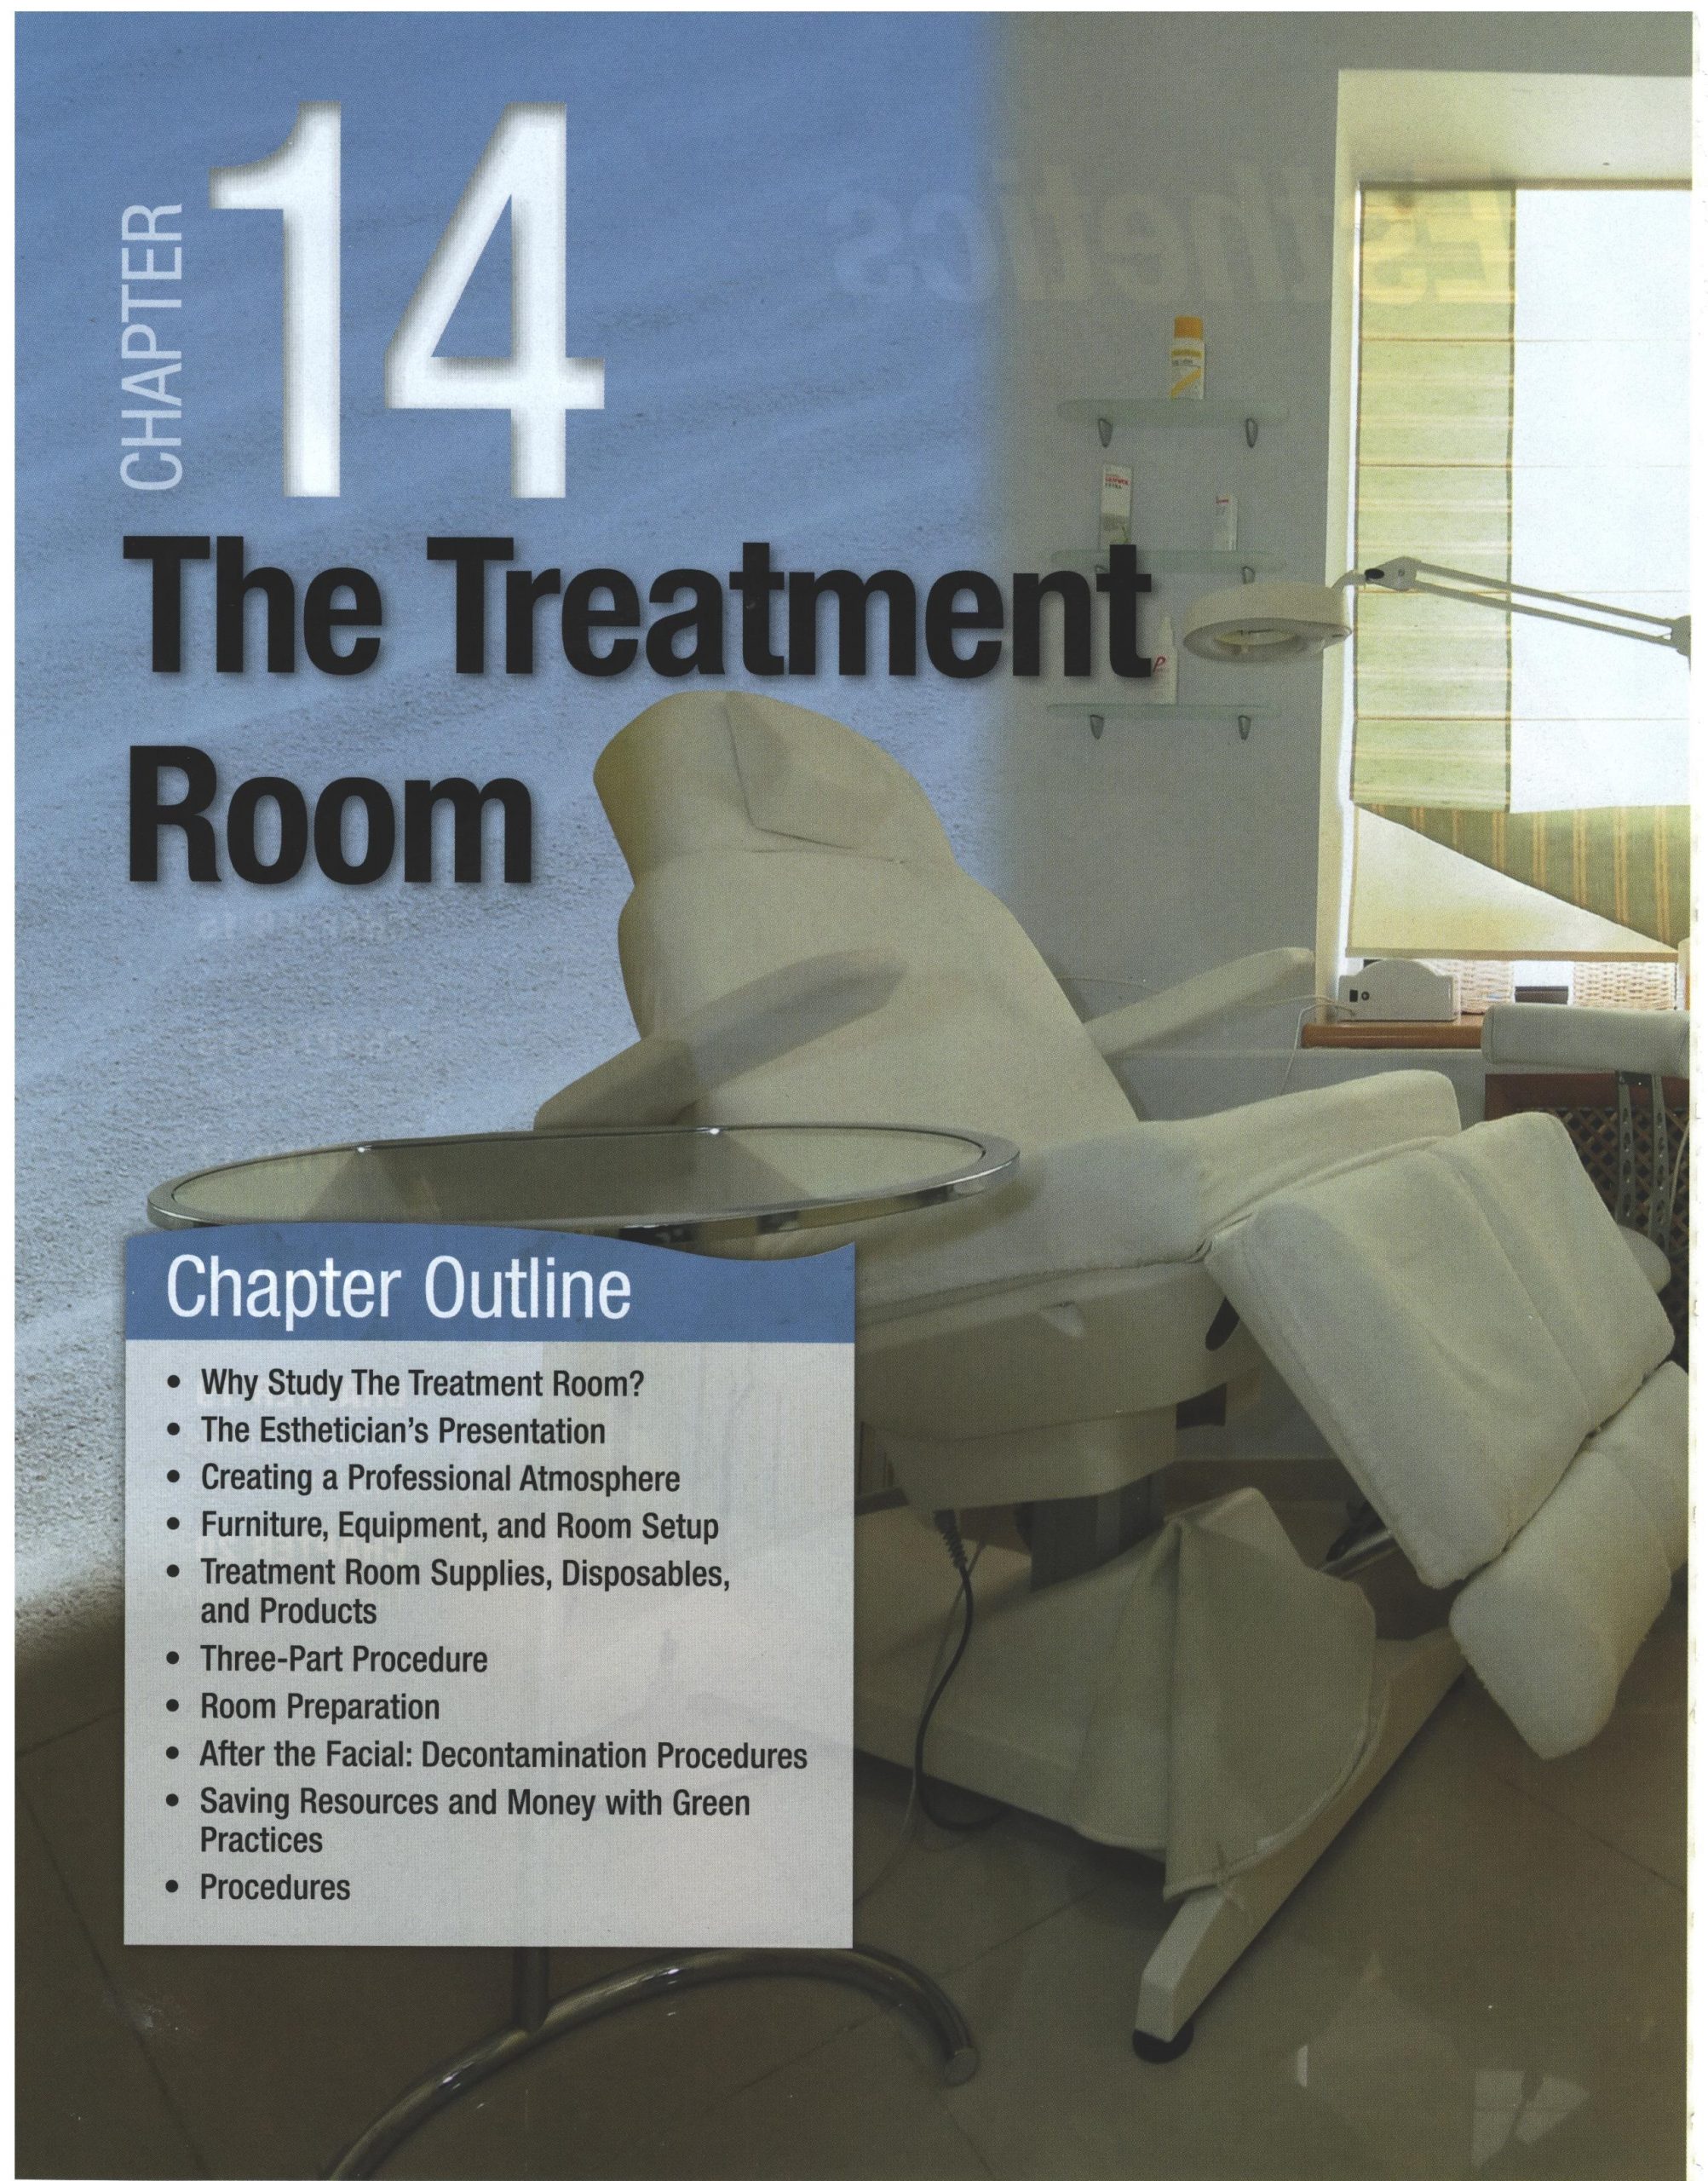 CHAPTER
14
The Treatment
Room
Chapter Outline
• Why Study The Treatment Room?
• The Esthetician’s Presentation
• Creating a Professional Atmosphere
• Furniture, Equipment, and Room Setup
• Treatment Room Supplies, Disposables,
and Products
• Three-Part Procedure
• Room Preparation
• After the Facial: Decontamination Procedures
• Saving Resources and Money with Green
Practices
• Procedures